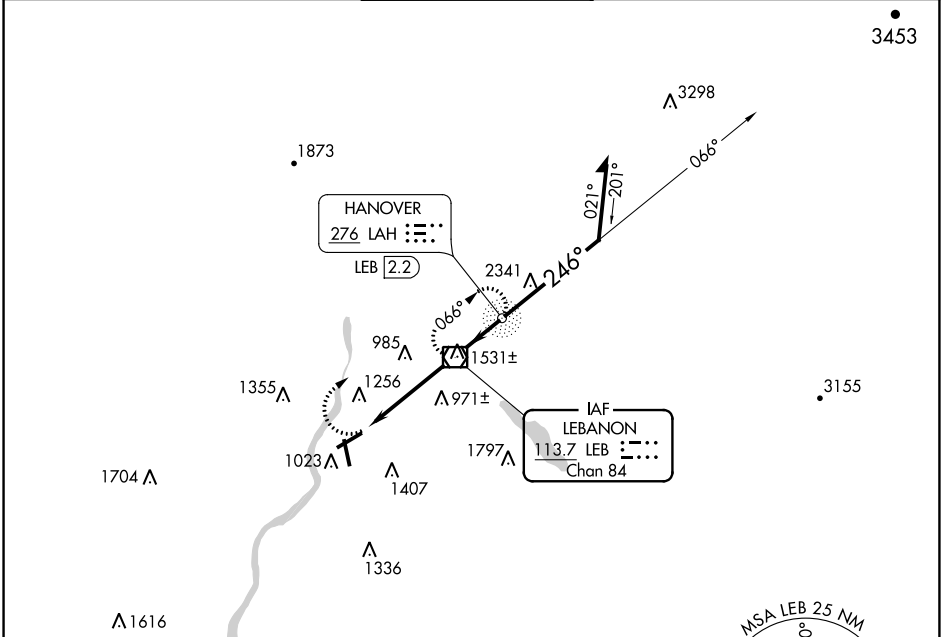 3453
3298
1873
066°
021°
201°
HANOVER
276 LAH
LEB 2.2
2341
246°
066°
985
1531±
1355
1256
971±
3155
IAF
LEBANON
113.7 LEB
Chan 84
1797
1023
1704
1407
1336
1616
MSA LEB 25 NM